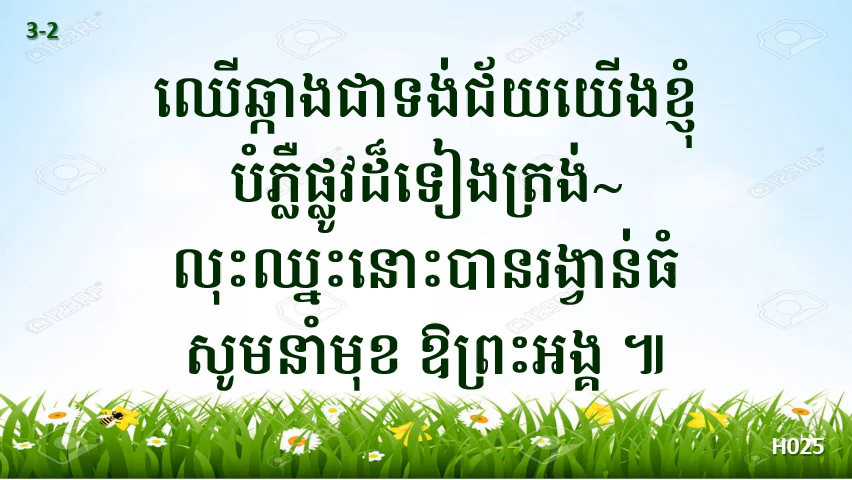 3-2
ឈើឆ្កាងជាទង់ជ័យយើងខ្ញុំ
បំភ្លឺផ្លូវដ៏ទៀងត្រង់~
លុះឈ្នះនោះបានរង្វាន់ធំ
សូមនាំមុខ ឱព្រះអង្គ ៕
H025